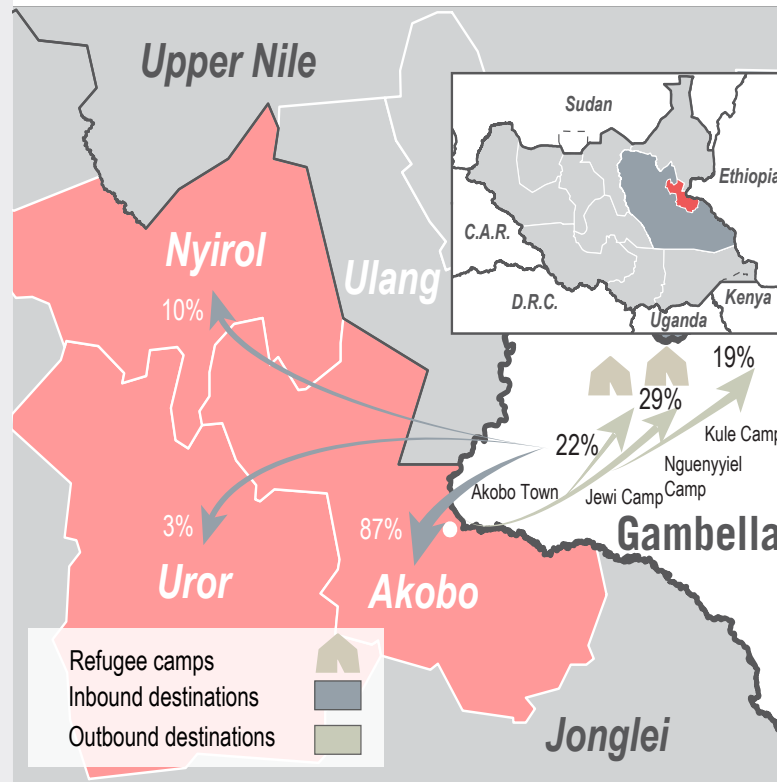 Upper Nile
Sudan
Ethiopia
C.A.R.
D.R.C.
Kenya
Uganda
Nyirol
Ulang
10%
19%
29%
22%
Kule Camp
Nguenyyiel
Camp
Akobo Town
Jewi Camp
3%
87%
Gambella
Uror
Akobo
Refugee camps
Inbound destinations
Outbound destinations
Jonglei